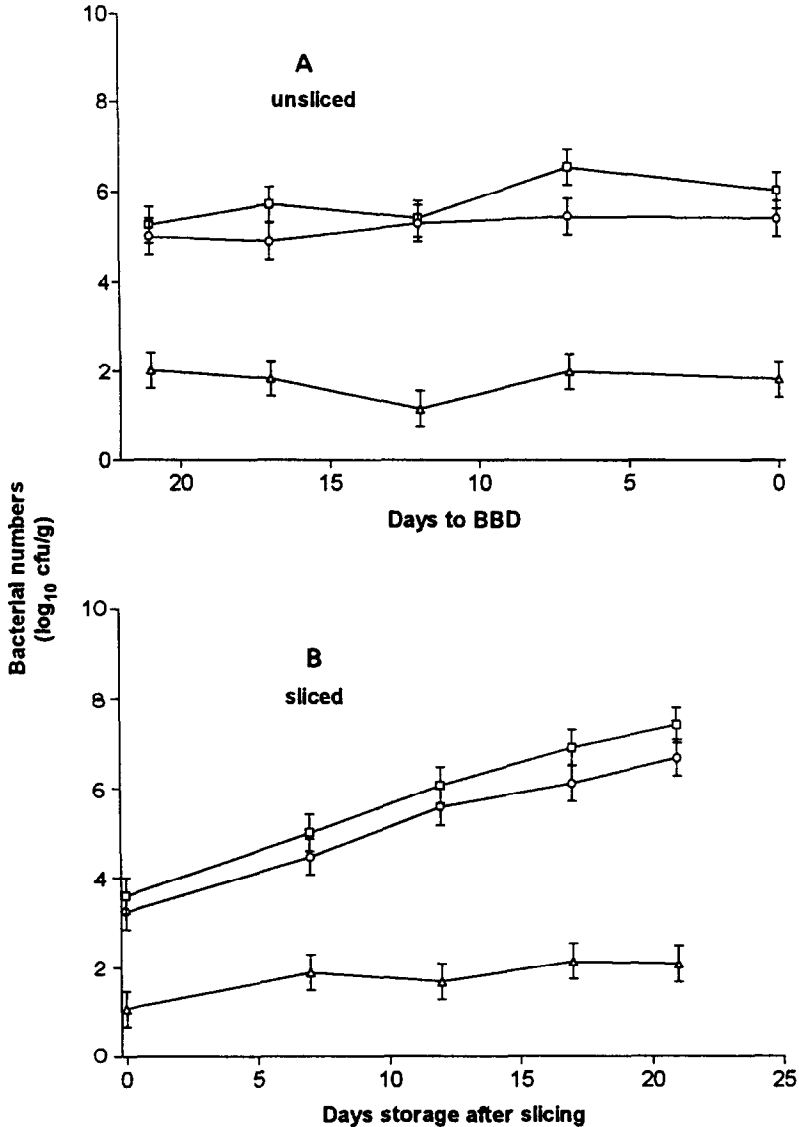 10
A
unsliced
8
6
4
2
0
20 15 10 5 0
Days to BBD
Bacterial numbers
(log10 cfu/g)
10
B
sliced
8
6
4
2
0
0 5 10 15 20 25
Days storage after slicing